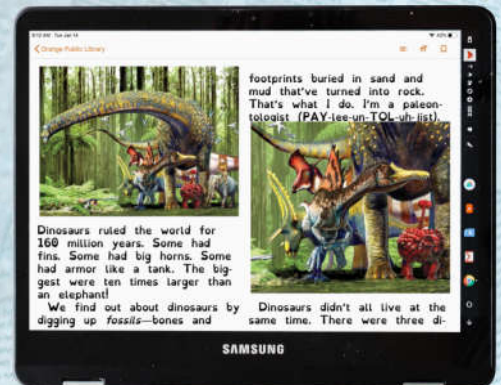 Orange Public Library
Dinosaurs ruled the world for
160 million years. Some had
fins. Some had big horns. Some
had armor like a tank. The big-
gest were ten times larger than
an elephant!
We find out about dinosaurs by
digging up fossils—bones and
footprints buried in sand and
mud that've turned into rock.
That's what I do. I'm a paleon-
tologist (PAY-lee-un-TOL-uh-jist).
Dinosaurs didn't all live at the
same time. There were three di-
SAMSUNG